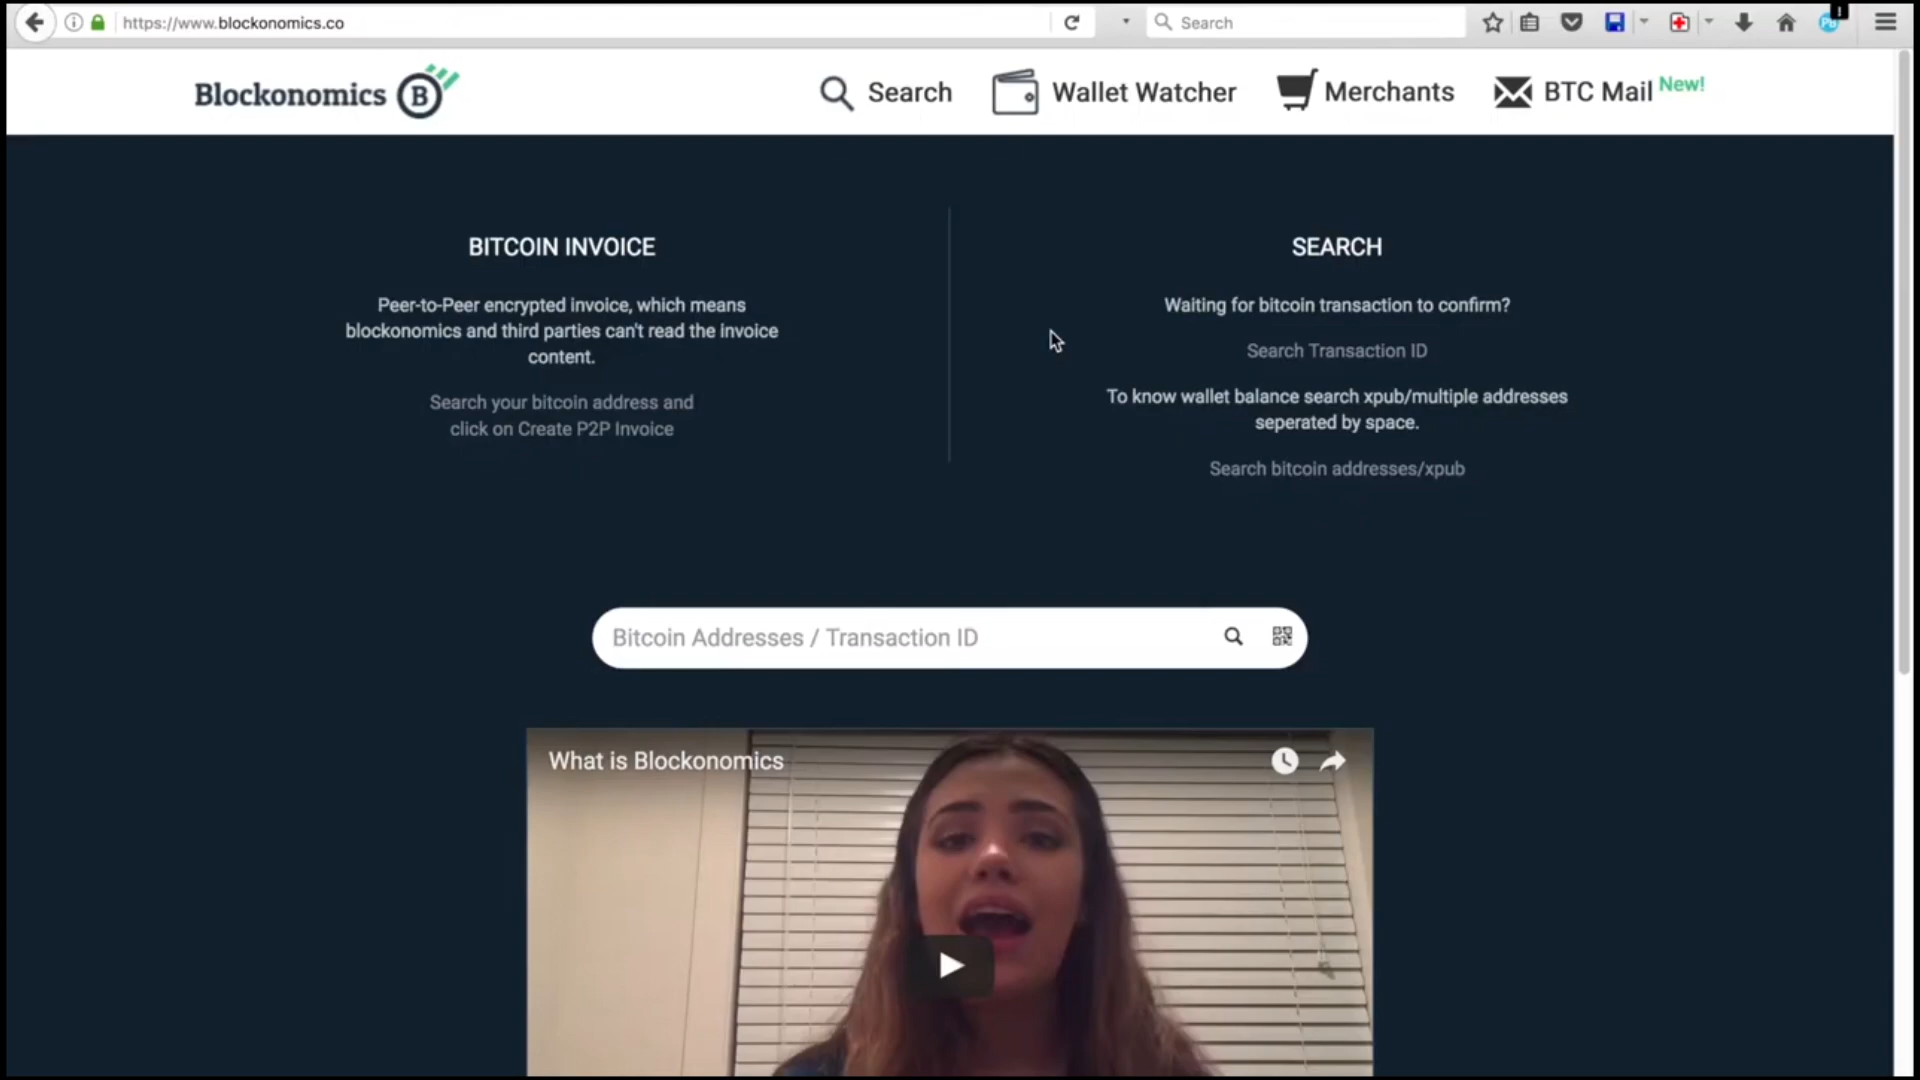 https://www.blockonomics.co
Search
Blockonomics B
Search
Wallet Watcher
Merchants
BTC Mail New!
BITCOIN INVOICE
Peer-to-Peer encrypted invoice, which means
blockonomics and third parties can't read the invoice
content.
Search your bitcoin address and
click on Create P2P Invoice
SEARCH
Waiting for bitcoin transaction to confirm?
Search Transaction ID
To know wallet balance search xpub/multiple addresses
seperated by space.
Search bitcoin addresses/xpub
Bitcoin Addresses / Transaction ID
What is Blockonomics